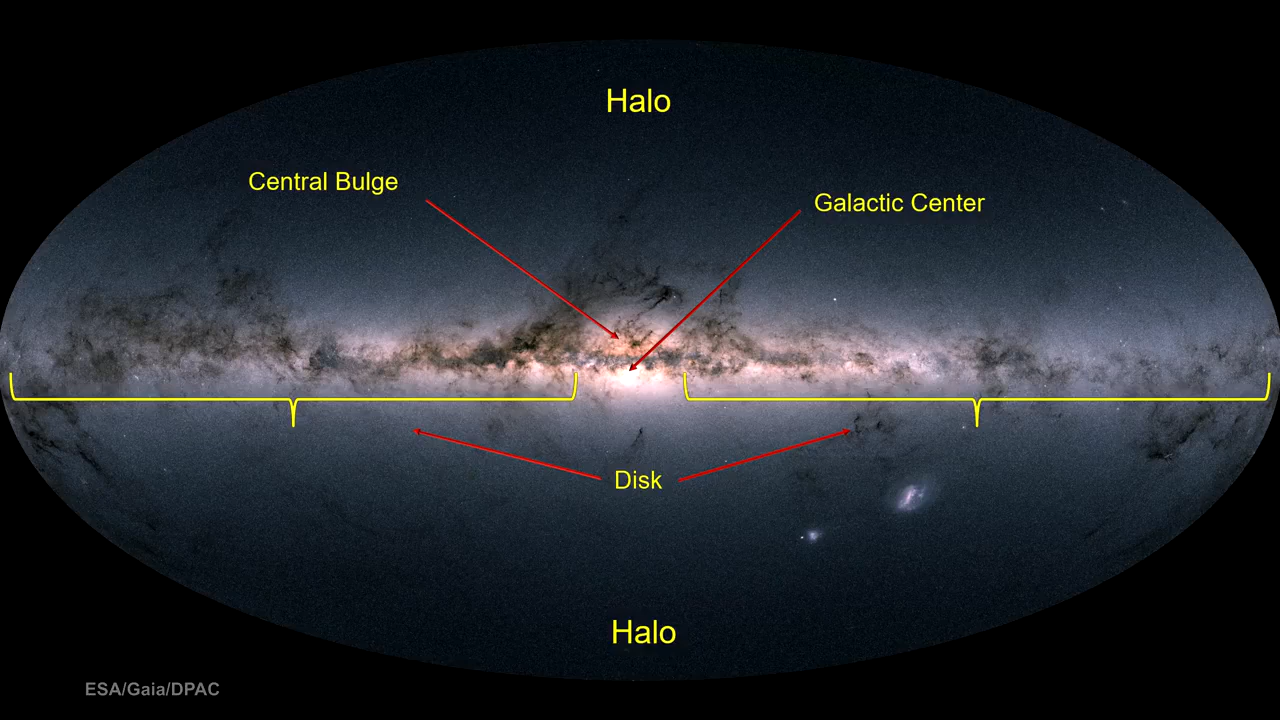 Halo
Central Bulge
Galactic Center
Disk
Halo
ESA/Gaia/DPAC